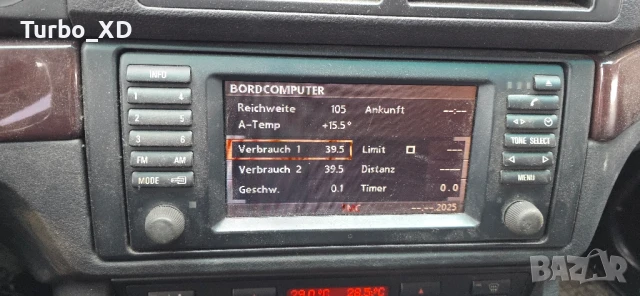 Turbo_XD
INFO
1 4
2 5
3 6
FM AM
MODE
BORDCOMPUTER
Reichweite 105 Ankunft --:--
A-Temp +15.5°
Verbrauch 1 39.5 Limit ---
Verbrauch 2 39.5 Distanz ----
Geschw. 0.1 Timer 0.0
--.--.2025
TONE SELECT
MENU
bazar.bg